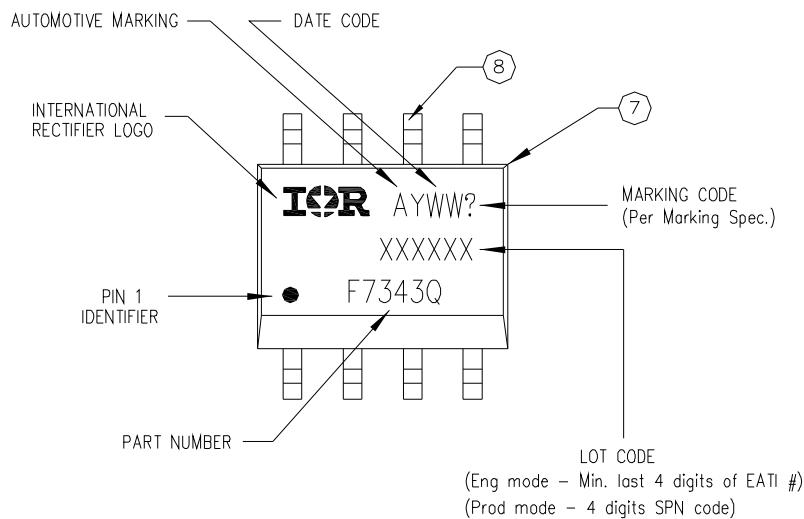 AUTOMOTIVE MARKING
DATE CODE
8
INTERNATIONAL
RECTIFIER LOGO
7
IOR AYWW?
MARKING CODE
(Per Marking Spec.)
XXXXXX
PIN 1
IDENTIFIER
F7343Q
PART NUMBER
LOT CODE
(Eng mode – Min. last 4 digits of EATI #)
(Prod mode – 4 digits SPN code)